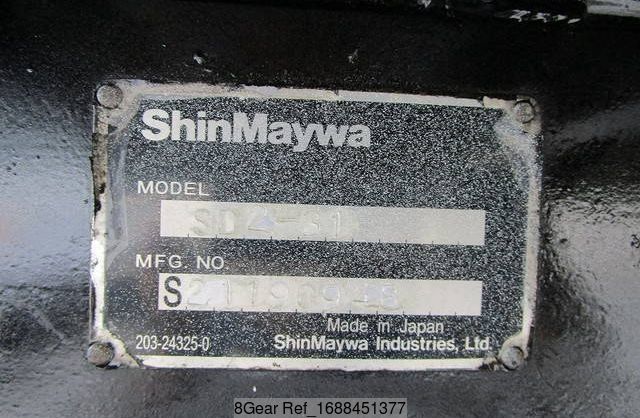 ShinMaywa
MODEL
MFG. NO.
Made in Japan
203-24325-0 ShinMaywa Industries, Ltd.
8Gear Ref_1688451377